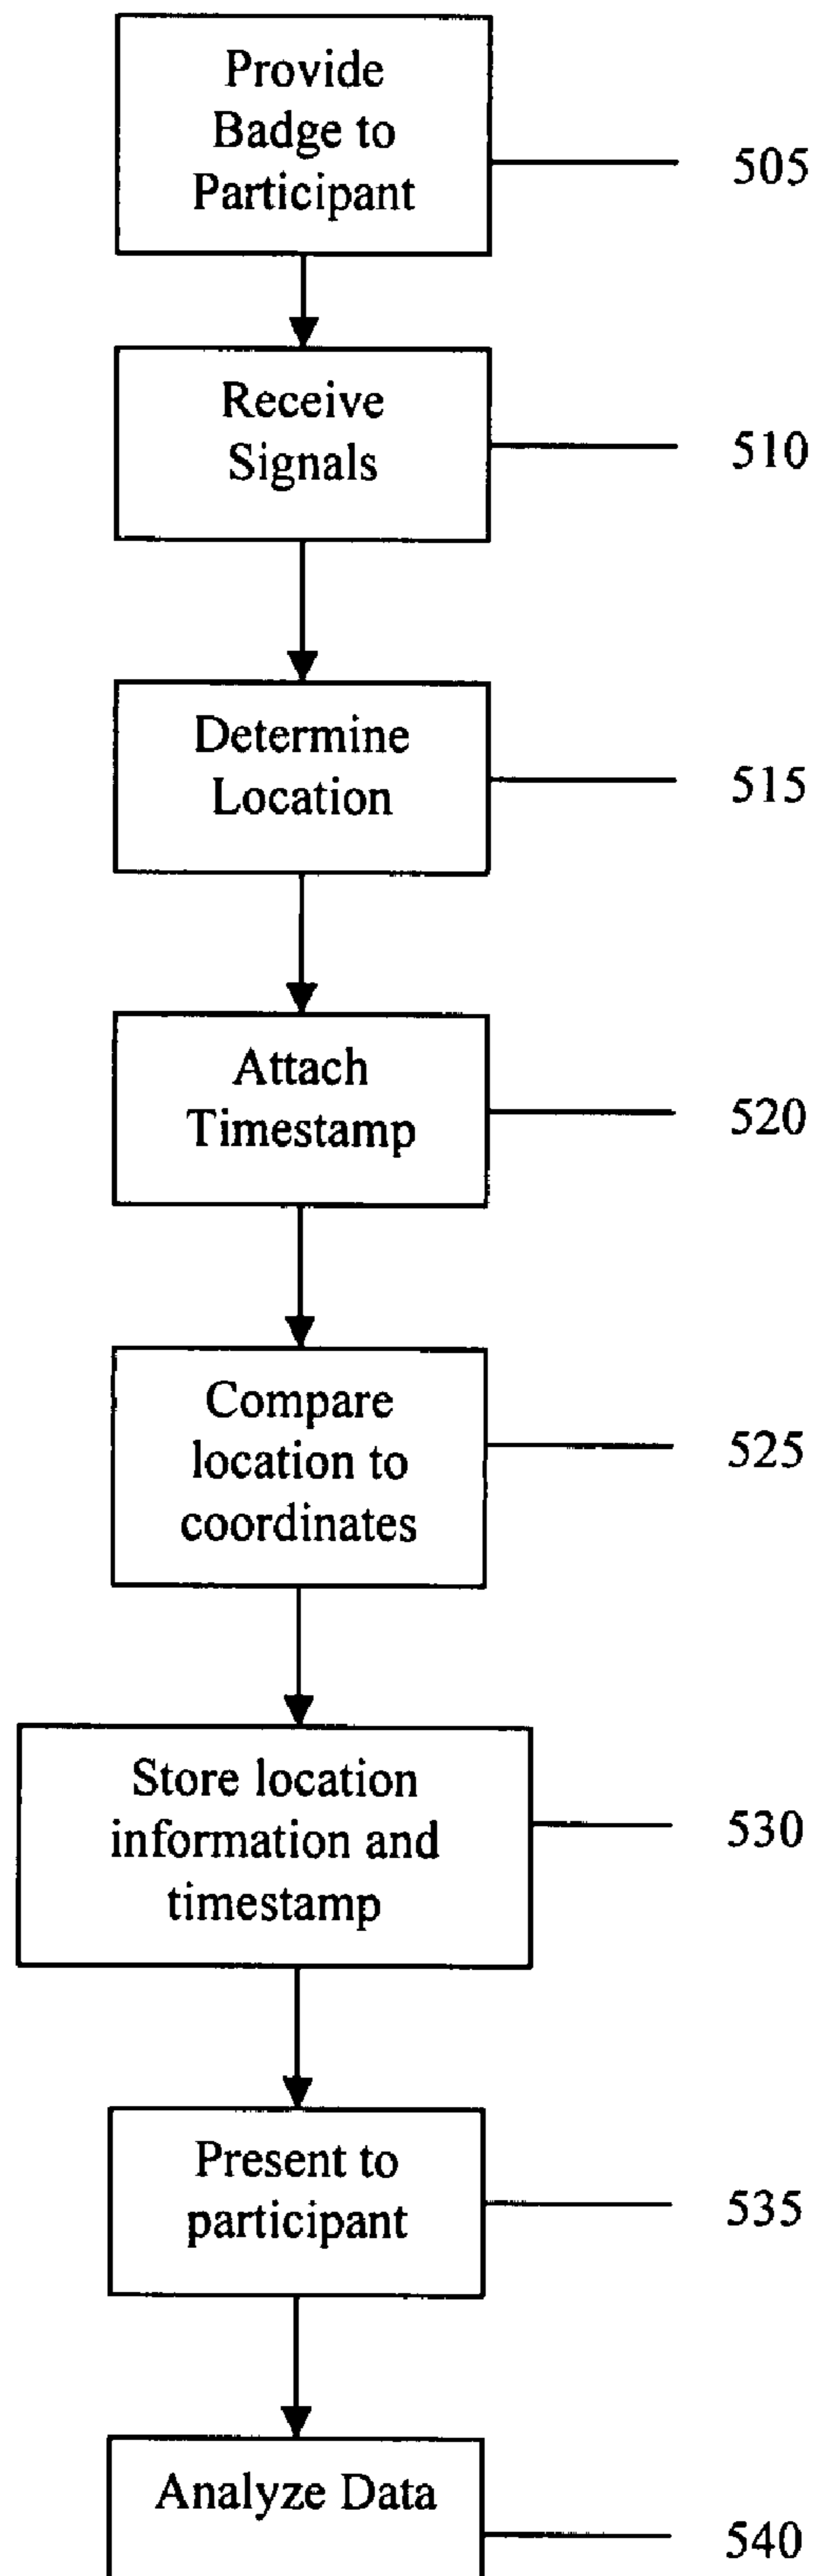 Provide
Badge to
Participant
505
Receive
Signals
510
Determine
Location
515
Attach
Timestamp
520
Compare
location to
coordinates
525
Store location
information and
timestamp
530
Present to
participant
535
Analyze Data
540